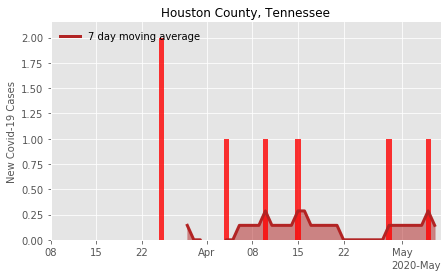 Houston County, Tennessee
7 day moving average
New Covid-19 Cases
2.00
1.75
1.50
1.25
1.00
0.75
0.50
0.25
0.00
08 15 22 Apr 08 15 22 May
2020-May